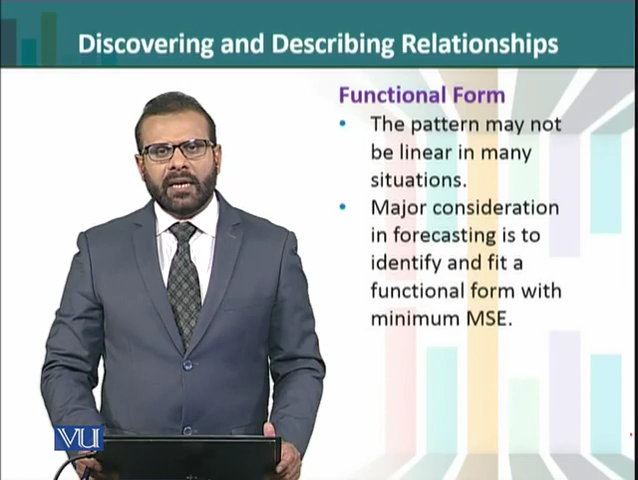 Discovering and Describing Relationships
Functional Form
• The pattern may not
be linear in many
situations.
• Major consideration
in forecasting is to
identify and fit a
functional form with
minimum MSE.
VU